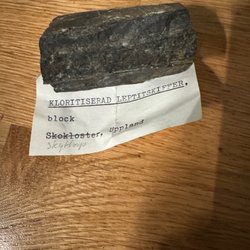 KLORITISERAD LEPTITSKIFFER,
block
Skokloster, Uppland